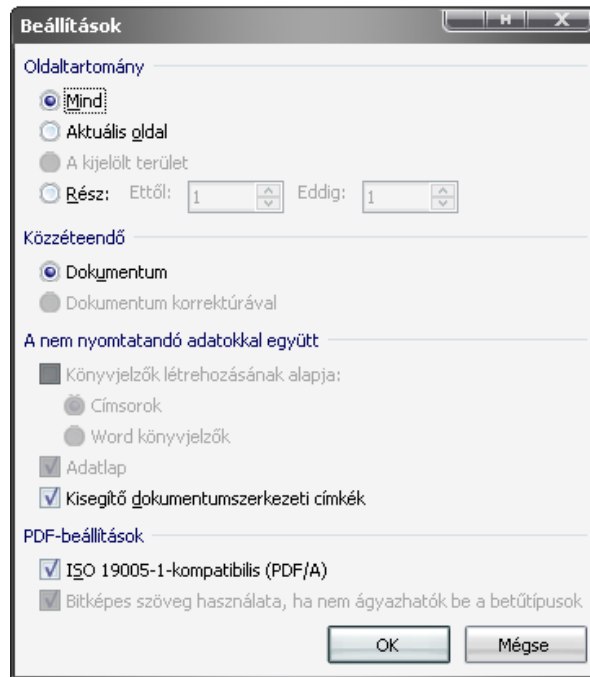 Beállítások
Oldaltartomány
Mind
Aktuális oldal
A kijelölt terület
Rész: Ettől: 1 Eddig: 1
Közzéteendő
Dokumentum
Dokumentum korrektúrával
A nem nyomtatandó adatokkal együtt
Könyvjelzők létrehozásának alapja:
Címsorok
Word könyvjelzők
Adatlap
Kisegítő dokumentumszerkezeti címkék
PDF-beállítások
ISO 19005-1-kompatibilis (PDF/A)
Bitképes szöveg használata, ha nem ágyazhatók be a betűtípusok
OK Mégse